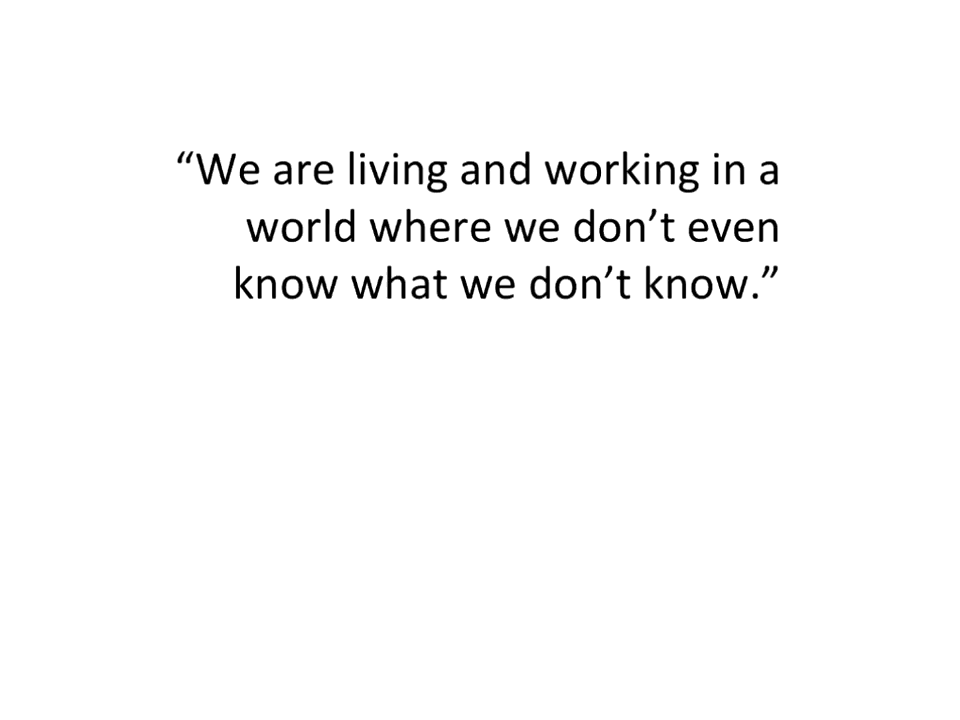 “We are living and working in a
world where we don’t even
know what we don’t know.”